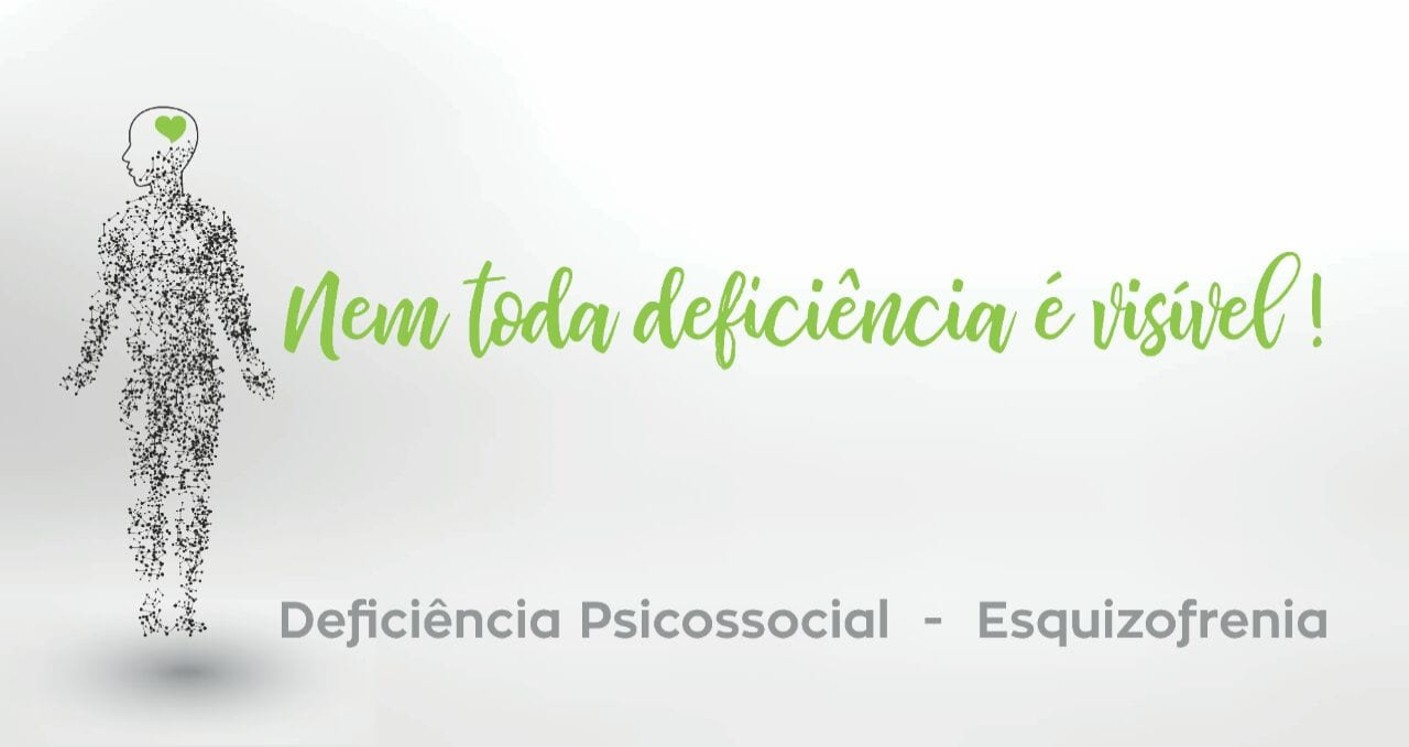 Nem toda deficiência é visível !
Deficiência Psicossocial - Esquizofrenia